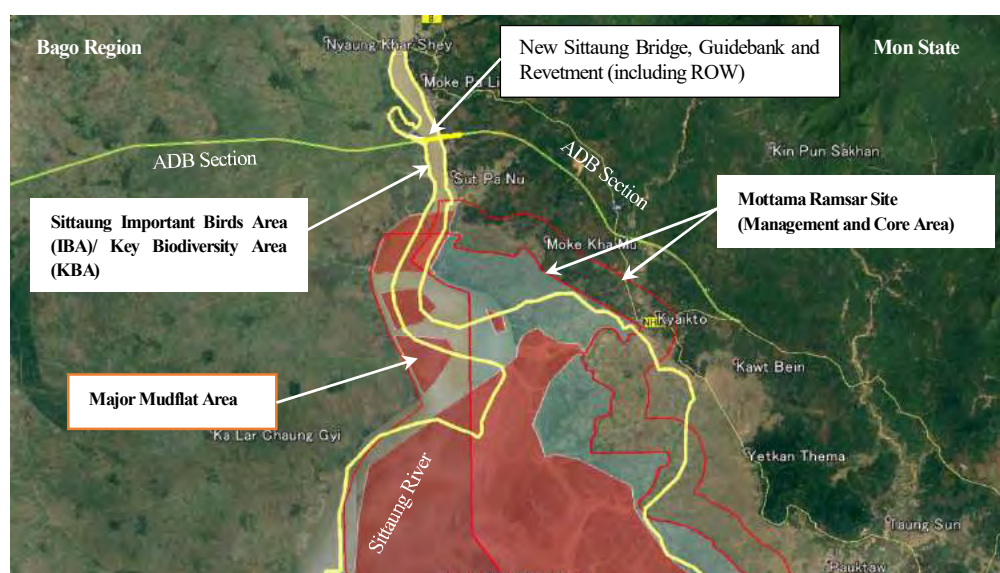 Bago Region
Nyaung Khar Shey
New Sittaung Bridge, Guidebank and
Revetment (including ROW)
Mon State
Moke Pa Li
ADB Section
ADB Section
Kin Pun Sakhan
Sut Pa Nu
Sittaung Important Birds Area
(IBA)/ Key Biodiversity Area
(KBA)
Mottama Ramsar Site
(Management and Core Area)
Moke Kha Mu
Kyaikto
Kawt Bein
Major Mudflat Area
Ka Lar Chaung Gyi
Yetkan Thema
Sittaung River
Taung Sun
Pauktaw